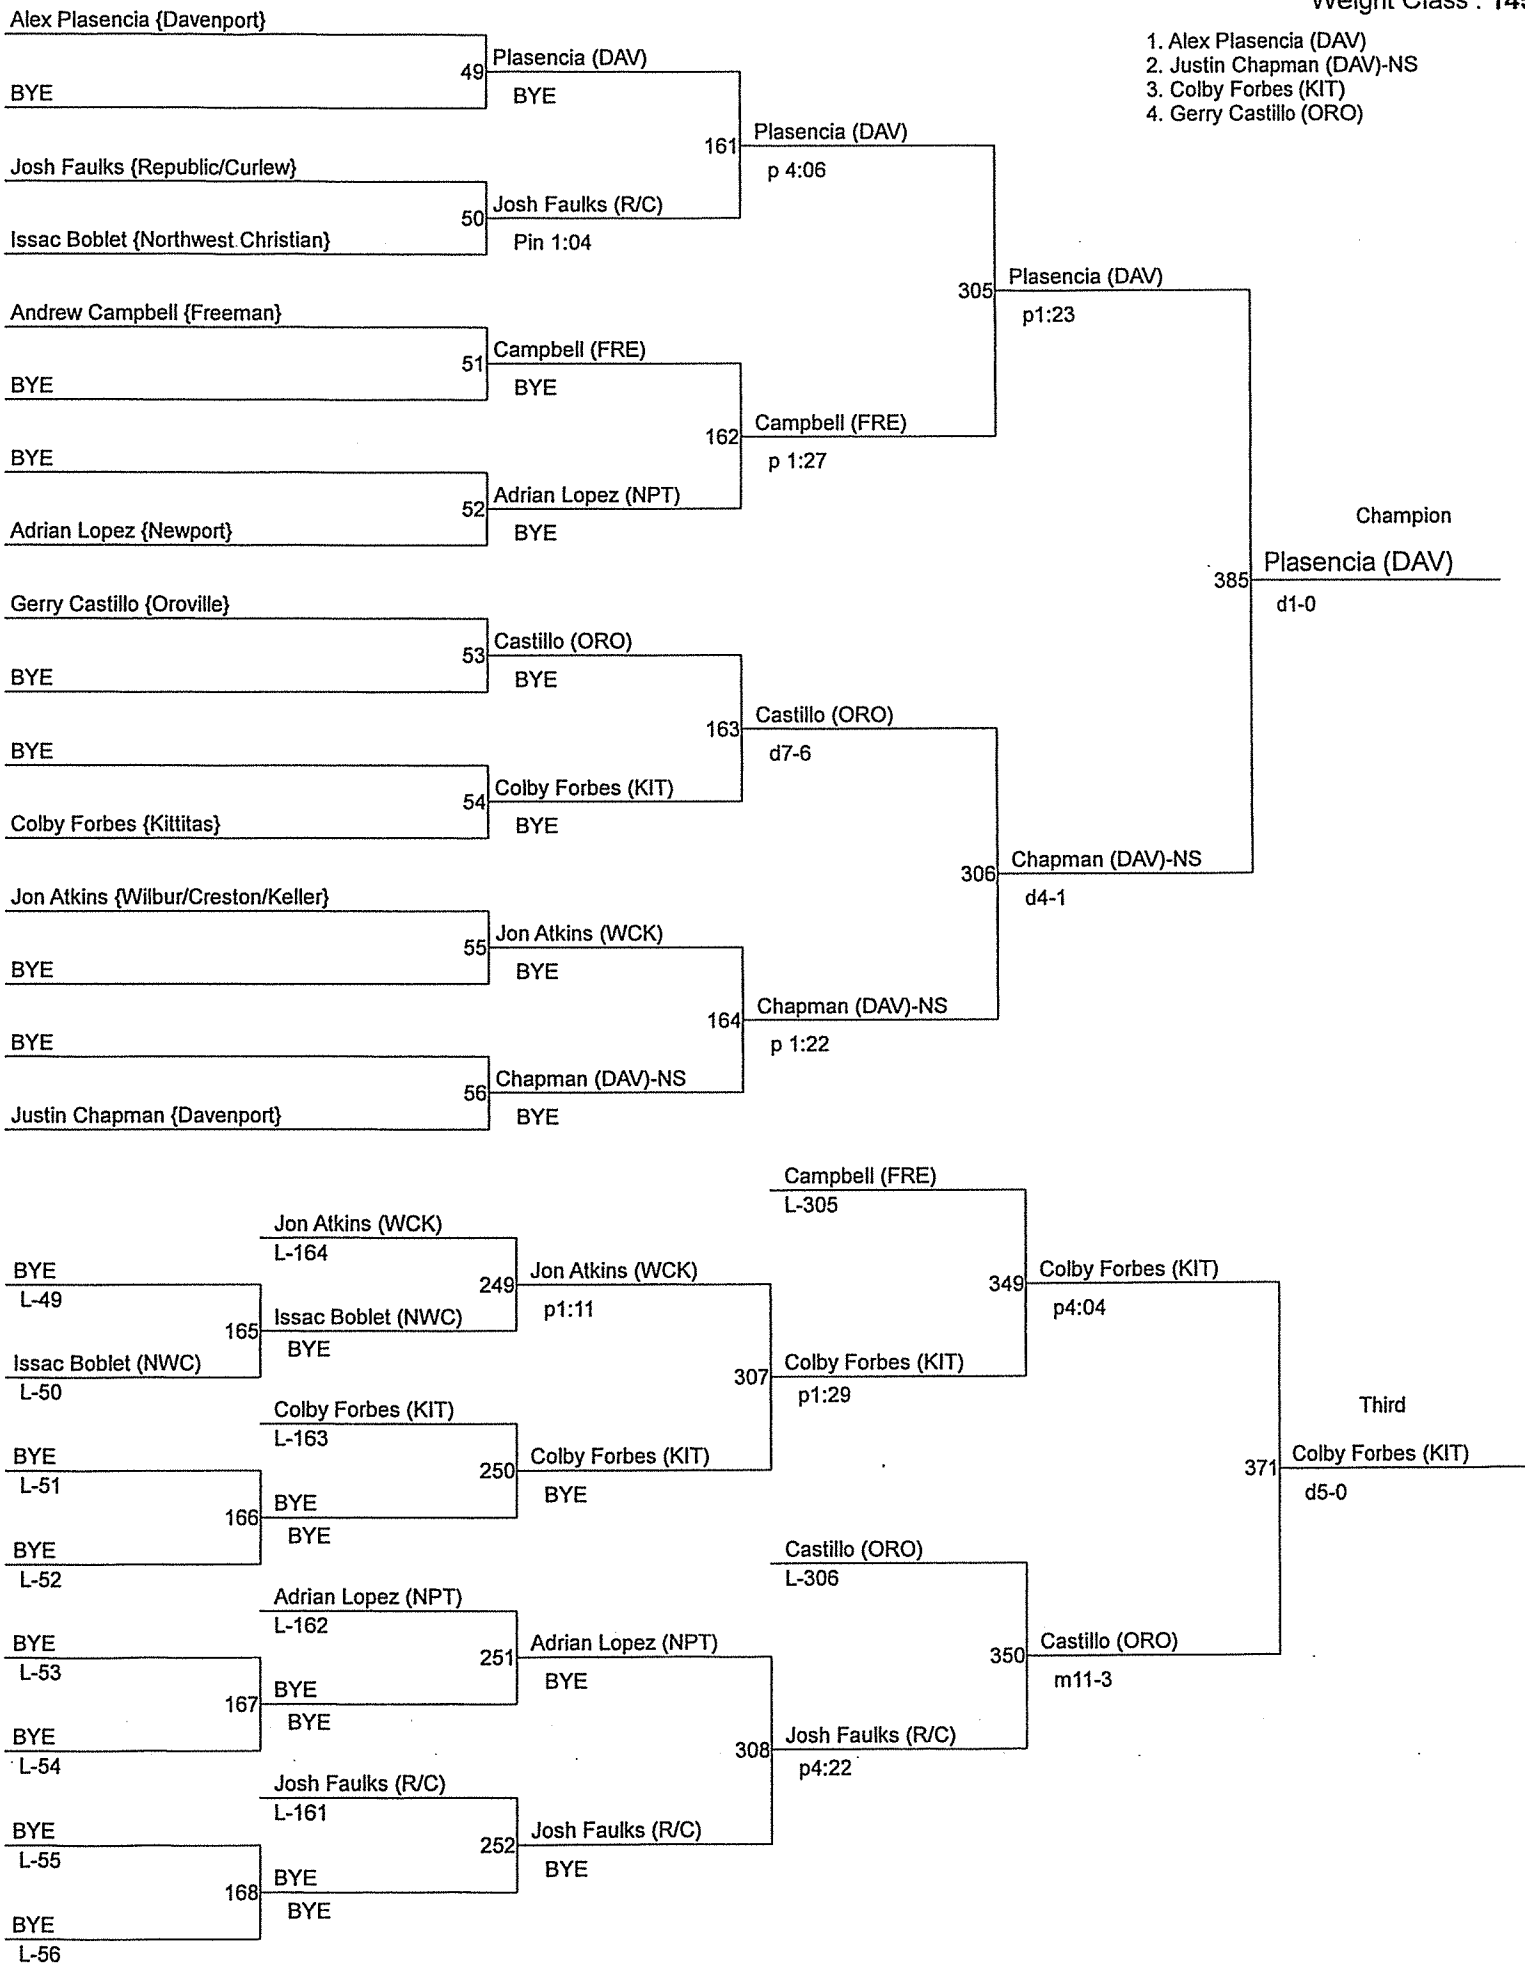 Weight Class : 145
1. Alex Plasencia (DAV)
2. Justin Chapman (DAV)-NS
3. Colby Forbes (KIT)
4. Gerry Castillo (ORO)
Alex Plasencia {Davenport}
49
Plasencia (DAV)
BYE
BYE
161
Plasencia (DAV)
p 4:06
Josh Faulks {Republic/Curlew}
50
Josh Faulks (R/C)
Pin 1:04
Issac Boblet {Northwest Christian}
305
Plasencia (DAV)
p1:23
Andrew Campbell {Freeman}
51
Campbell (FRE)
BYE
BYE
162
Campbell (FRE)
p 1:27
BYE
52
Adrian Lopez (NPT)
BYE
Adrian Lopez {Newport}
Champion
385
Plasencia (DAV)
d1-0
Gerry Castillo {Oroville}
53
Castillo (ORO)
BYE
BYE
163
Castillo (ORO)
d7-6
BYE
54
Colby Forbes (KIT)
BYE
Colby Forbes {Kittitas}
306
Chapman (DAV)-NS
d4-1
Jon Atkins {Wilbur/Creston/Keller}
55
Jon Atkins (WCK)
BYE
BYE
164
Chapman (DAV)-NS
p 1:22
BYE
56
Chapman (DAV)-NS
BYE
Justin Chapman {Davenport}
Campbell (FRE)
L-305
Jon Atkins (WCK)
L-164
BYE
L-49
249
Jon Atkins (WCK)
p1:11
349
Colby Forbes (KIT)
p4:04
165
Issac Boblet (NWC)
BYE
Issac Boblet (NWC)
L-50
307
Colby Forbes (KIT)
p1:29
Colby Forbes (KIT)
L-163
Third
BYE
L-51
250
Colby Forbes (KIT)
BYE
371
Colby Forbes (KIT)
d5-0
166
BYE
BYE
BYE
L-52
Castillo (ORO)
L-306
Adrian Lopez (NPT)
L-162
BYE
L-53
251
Adrian Lopez (NPT)
BYE
350
Castillo (ORO)
m11-3
167
BYE
BYE
BYE
L-54
308
Josh Faulks (R/C)
p4:22
Josh Faulks (R/C)
L-161
BYE
L-55
252
Josh Faulks (R/C)
BYE
168
BYE
BYE
BYE
L-56